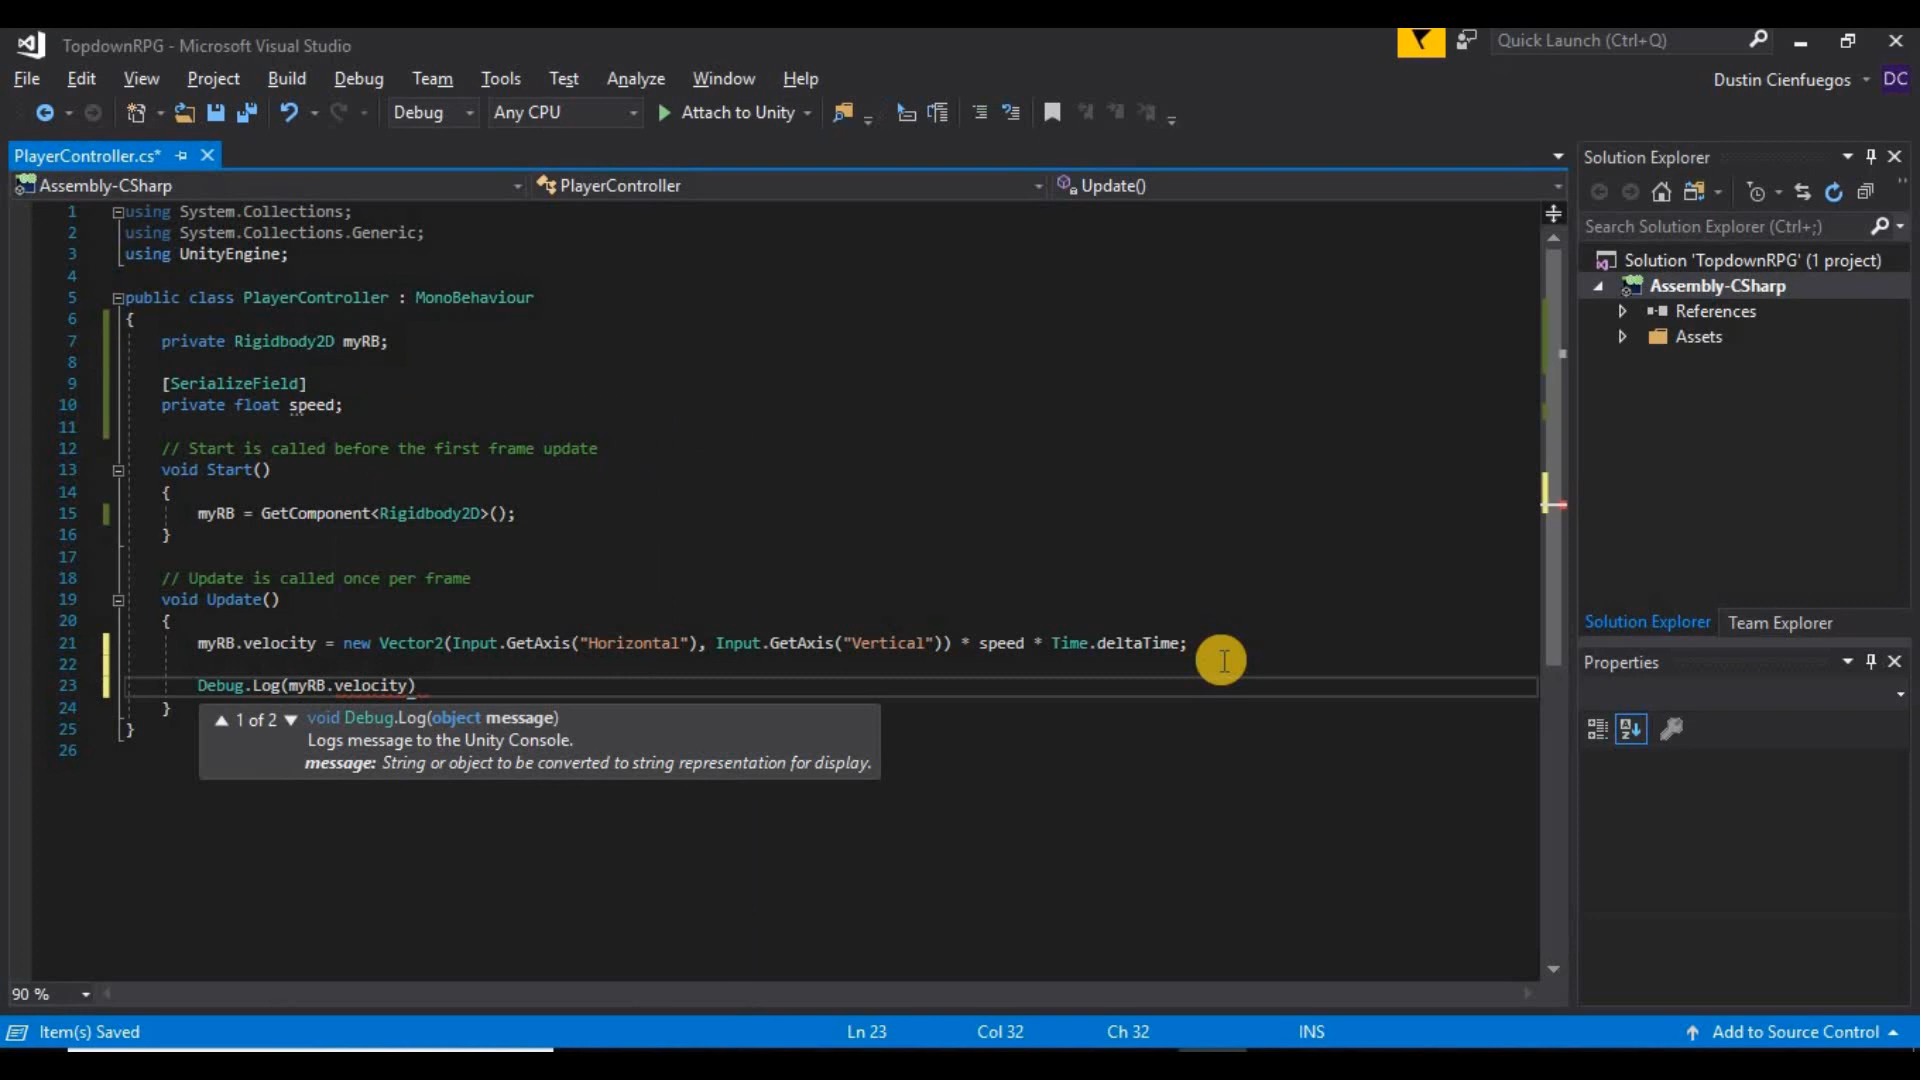 TopdownRPG - Microsoft Visual Studio
Quick Launch (Ctrl+Q)
File Edit View Project Build Debug Team Tools Test Analyze Window Help
Dustin Cienfuegos DC
Debug Any CPU Attach to Unity
PlayerController.cs*
Assembly-CSharp PlayerController Update()
1 using System.Collections;
2 using System.Collections.Generic;
3 using UnityEngine;
4
5 public class PlayerController : MonoBehaviour
6 {
7 private Rigidbody2D myRB;
8
9 [SerializeField]
10 private float speed;
11
12 // Start is called before the first frame update
13 void Start()
14 {
15 myRB = GetComponent<Rigidbody2D>();
16 }
17
18 // Update is called once per frame
19 void Update()
20 {
21 myRB.velocity = new Vector2(Input.GetAxis("Horizontal"), Input.GetAxis("Vertical")) * speed * Time.deltaTime;
22
23 Debug.Log(myRB.velocity)
24 }
25 }
26
▲ 1 of 2 ▼ void Debug.Log(object message)
Logs message to the Unity Console.
message: String or object to be converted to string representation for display.
Solution Explorer
Search Solution Explorer (Ctrl+;)
Solution 'TopdownRPG' (1 project)
Assembly-CSharp
References
Assets
Solution Explorer Team Explorer
Properties
90 %
Item(s) Saved Ln 23 Col 32 Ch 32 INS Add to Source Control